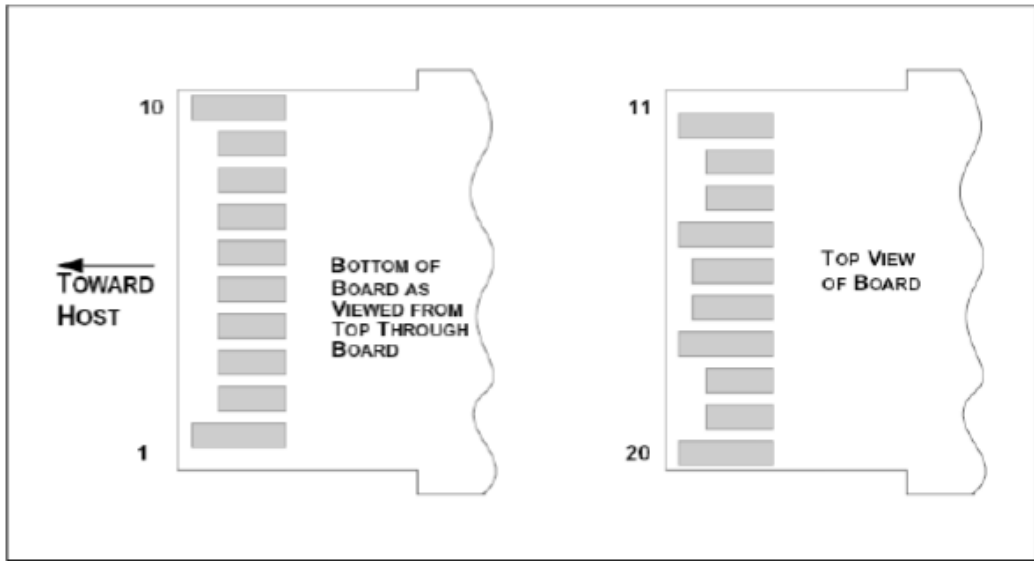 10
1
TOWARD
HOST
BOTTOM OF
BOARD AS
VIEWED FROM
TOP THROUGH
BOARD
11
20
TOP VIEW
OF BOARD